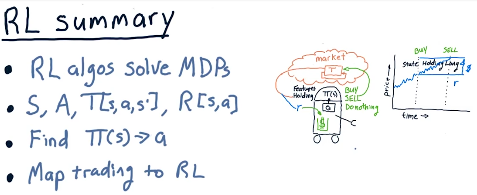 RL summary
• RL algos solve MDPs
• S, A, T[s,a,s'], R[s,a]
• Find π(s) → a
• Map trading to RL
market
r
Features
Holding
π(s)
a
BUY
SELL
Do nothing
r
C
BUY SELL
State Holding Long
$
r
price →
time →